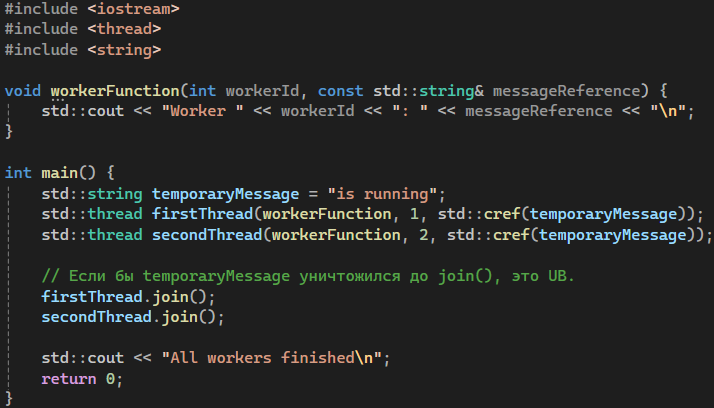 #include <iostream>
#include <thread>
#include <string>

void workerFunction(int workerId, const std::string& messageReference) {
    std::cout << "Worker " << workerId << ": " << messageReference << "\n";
}

int main() {
    std::string temporaryMessage = "is running";
    std::thread firstThread(workerFunction, 1, std::cref(temporaryMessage));
    std::thread secondThread(workerFunction, 2, std::cref(temporaryMessage));

    // Если бы temporaryMessage уничтожился до join(), это UB.
    firstThread.join();
    secondThread.join();

    std::cout << "All workers finished\n";
    return 0;
}